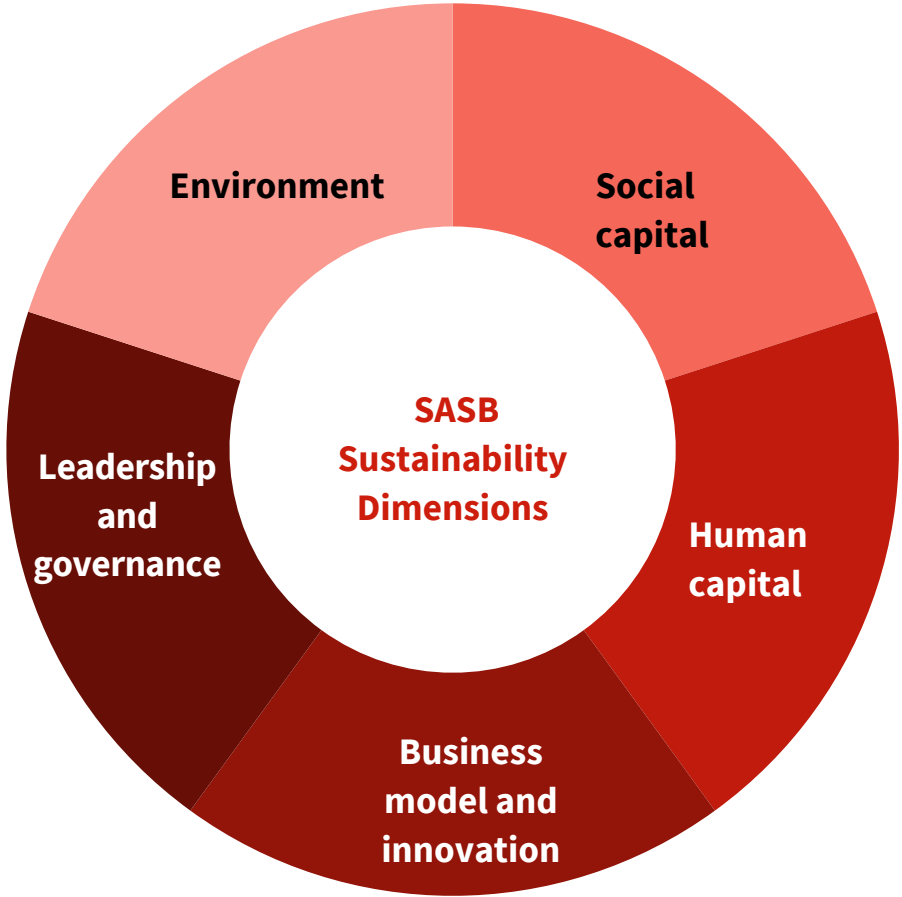 Environment
Social
capital
SASB
Sustainability
Dimensions
Leadership
and
governance
Human
capital
Business
model and
innovation